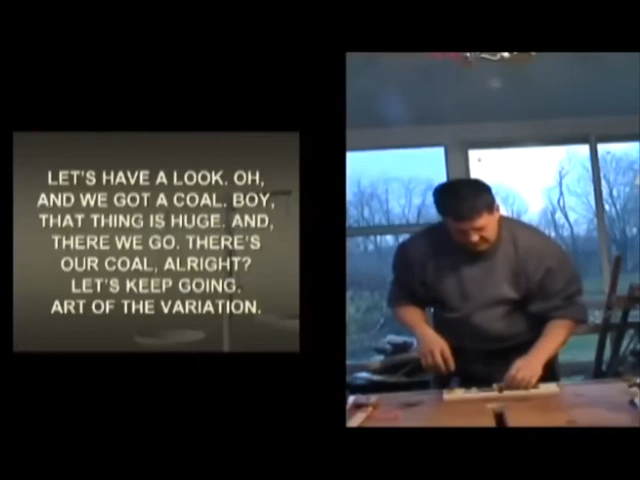 LET'S HAVE A LOOK. OH,
AND WE GOT A COAL. BOY,
THAT THING IS HUGE. AND,
THERE WE GO. THERE'S
OUR COAL, ALRIGHT?
LET'S KEEP GOING.
ART OF THE VARIATION.